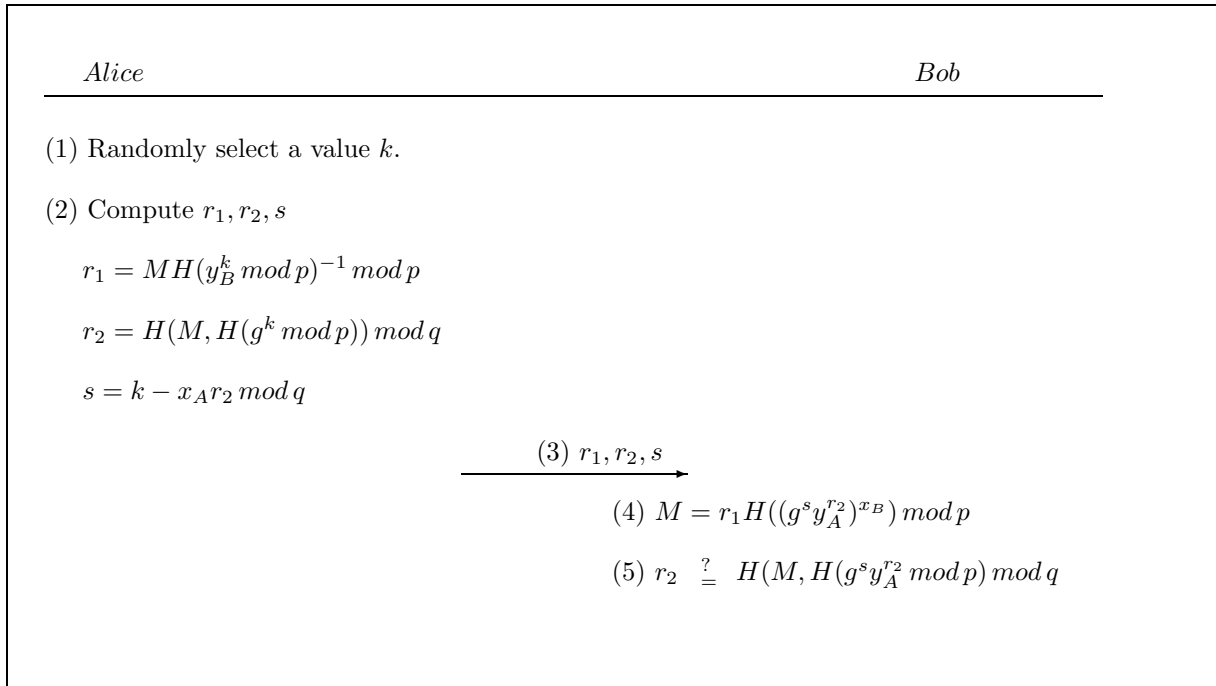 Alice Bob
(1) Randomly select a value k.
(2) Compute r₁, r₂, s
r₁ = MH(y_B^k mod p)⁻¹ mod p
r₂ = H(M, H(g^k mod p)) mod q
s = k − x_A r₂ mod q
(3) r₁, r₂, s
(4) M = r₁H((g^s y_A^{r₂})^{x_B}) mod p
(5) r₂ ≟ H(M, H(g^s y_A^{r₂} mod p) mod q